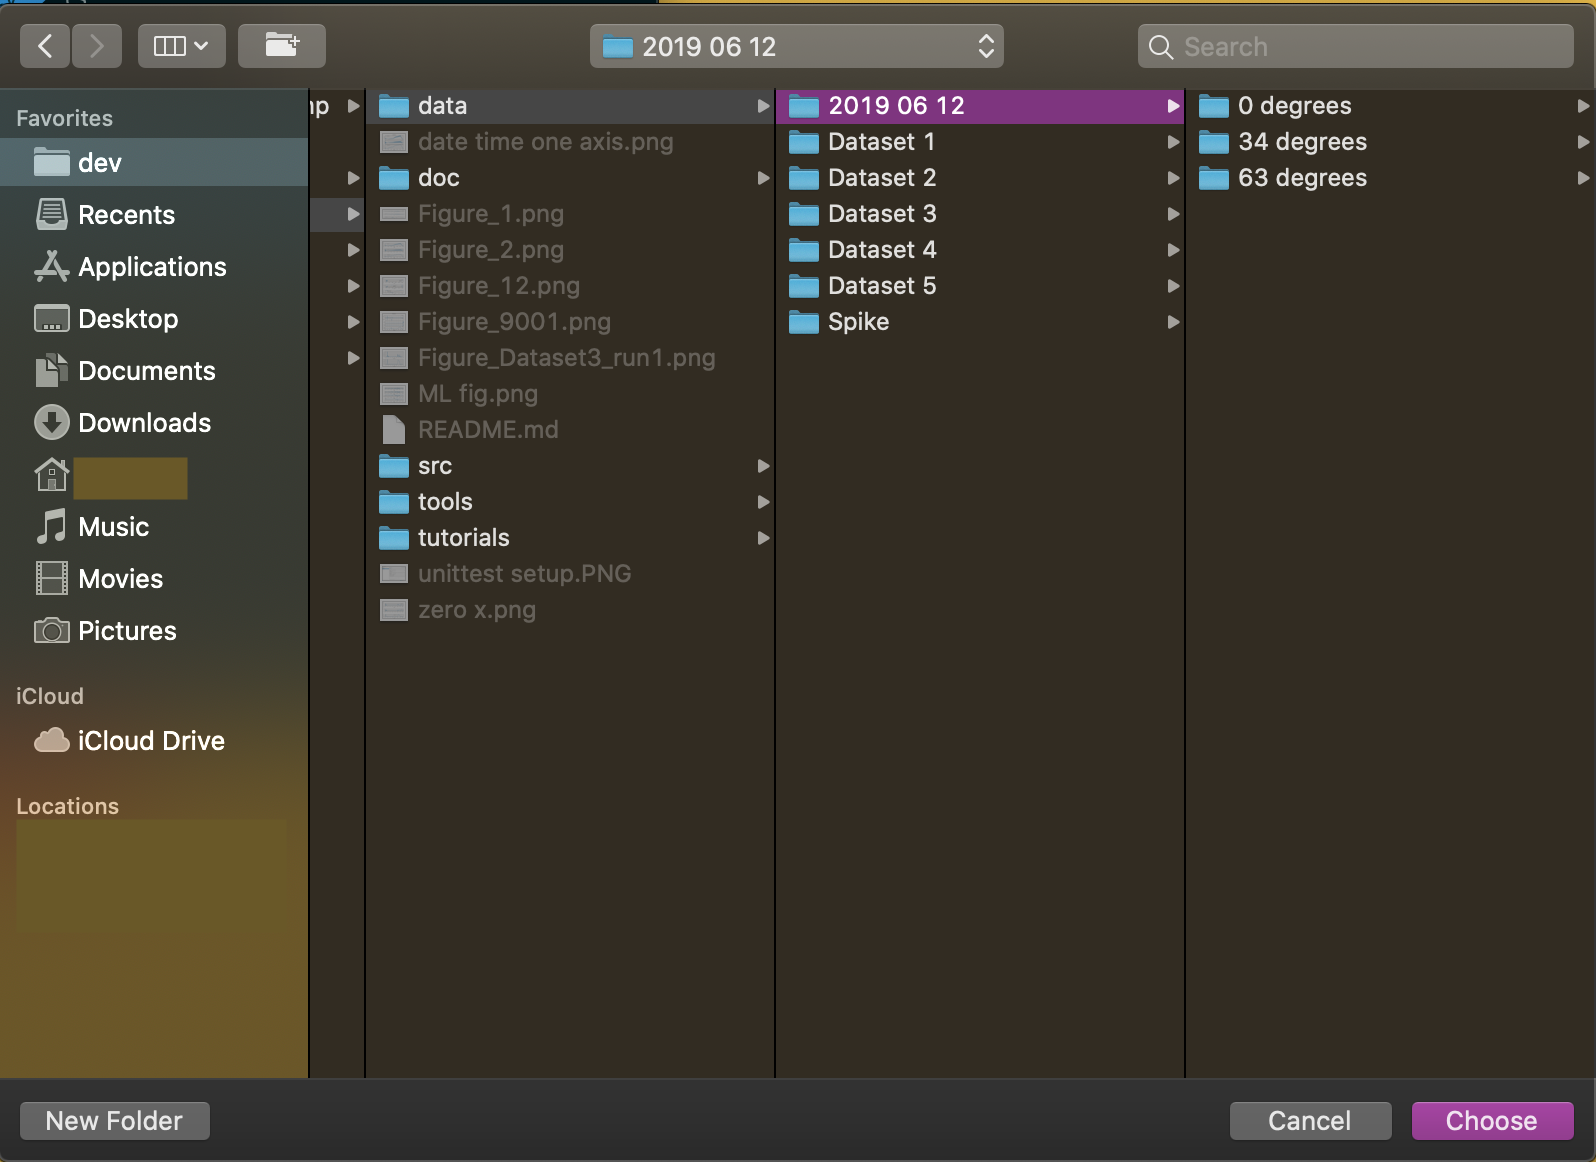 2019 06 12
Search
Favorites
dev
Recents
Applications
Desktop
Documents
Downloads
Music
Movies
Pictures
iCloud
iCloud Drive
Locations
data
date time one axis.png
doc
Figure_1.png
Figure_2.png
Figure_12.png
Figure_9001.png
Figure_Dataset3_run1.png
ML fig.png
README.md
src
tools
tutorials
unittest setup.PNG
zero x.png
2019 06 12
Dataset 1
Dataset 2
Dataset 3
Dataset 4
Dataset 5
Spike
0 degrees
34 degrees
63 degrees
New Folder
Cancel
Choose